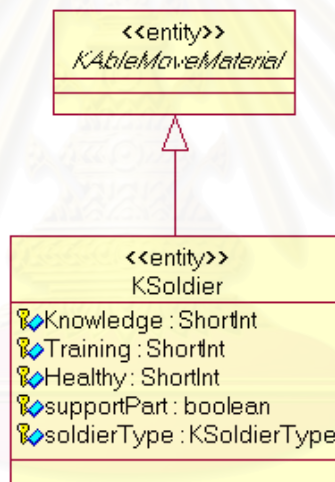 <<entity>>
KAbleMoveMaterial
<<entity>>
KSoldier
Knowledge : ShortInt
Training : ShortInt
Healthy : ShortInt
supportPart : boolean
soldierType : KSoldierType